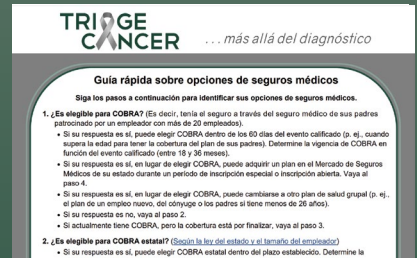 TRIAGE
CANCER
... más allá del diagnóstico
Guía rápida sobre opciones de seguros médicos
Siga los pasos a continuación para identificar sus opciones de seguros médicos.
1. ¿Es elegible para COBRA? (Es decir, tenía el seguro a través del seguro médico de sus padres
patrocinado por un empleador con más de 20 empleados).
• Si su respuesta es sí, puede elegir COBRA dentro de los 60 días del evento calificado (p. ej., cuando
supera la edad para tener la cobertura del plan de sus padres). Determine la vigencia de COBRA en
función del evento calificado (entre 18 y 36 meses).
• Si su respuesta es sí, en lugar de elegir COBRA, puede adquirir un plan en el Mercado de Seguros
Médicos de su estado durante un período de inscripción especial o inscripción abierta. Vaya al
paso 4.
• Si su respuesta es sí, en lugar de elegir COBRA, puede cambiarse a otro plan de salud grupal (p. ej.,
el plan de un empleo nuevo, del cónyuge o los padres si tiene menos de 26 años).
• Si su respuesta es no, vaya al paso 2.
• Si actualmente tiene COBRA, pero la cobertura está por finalizar, vaya al paso 3.
2. ¿Es elegible para COBRA estatal? (Según la ley del estado y el tamaño del empleador)
• Si su respuesta es sí, puede elegir COBRA estatal dentro del plazo establecido. Determine la